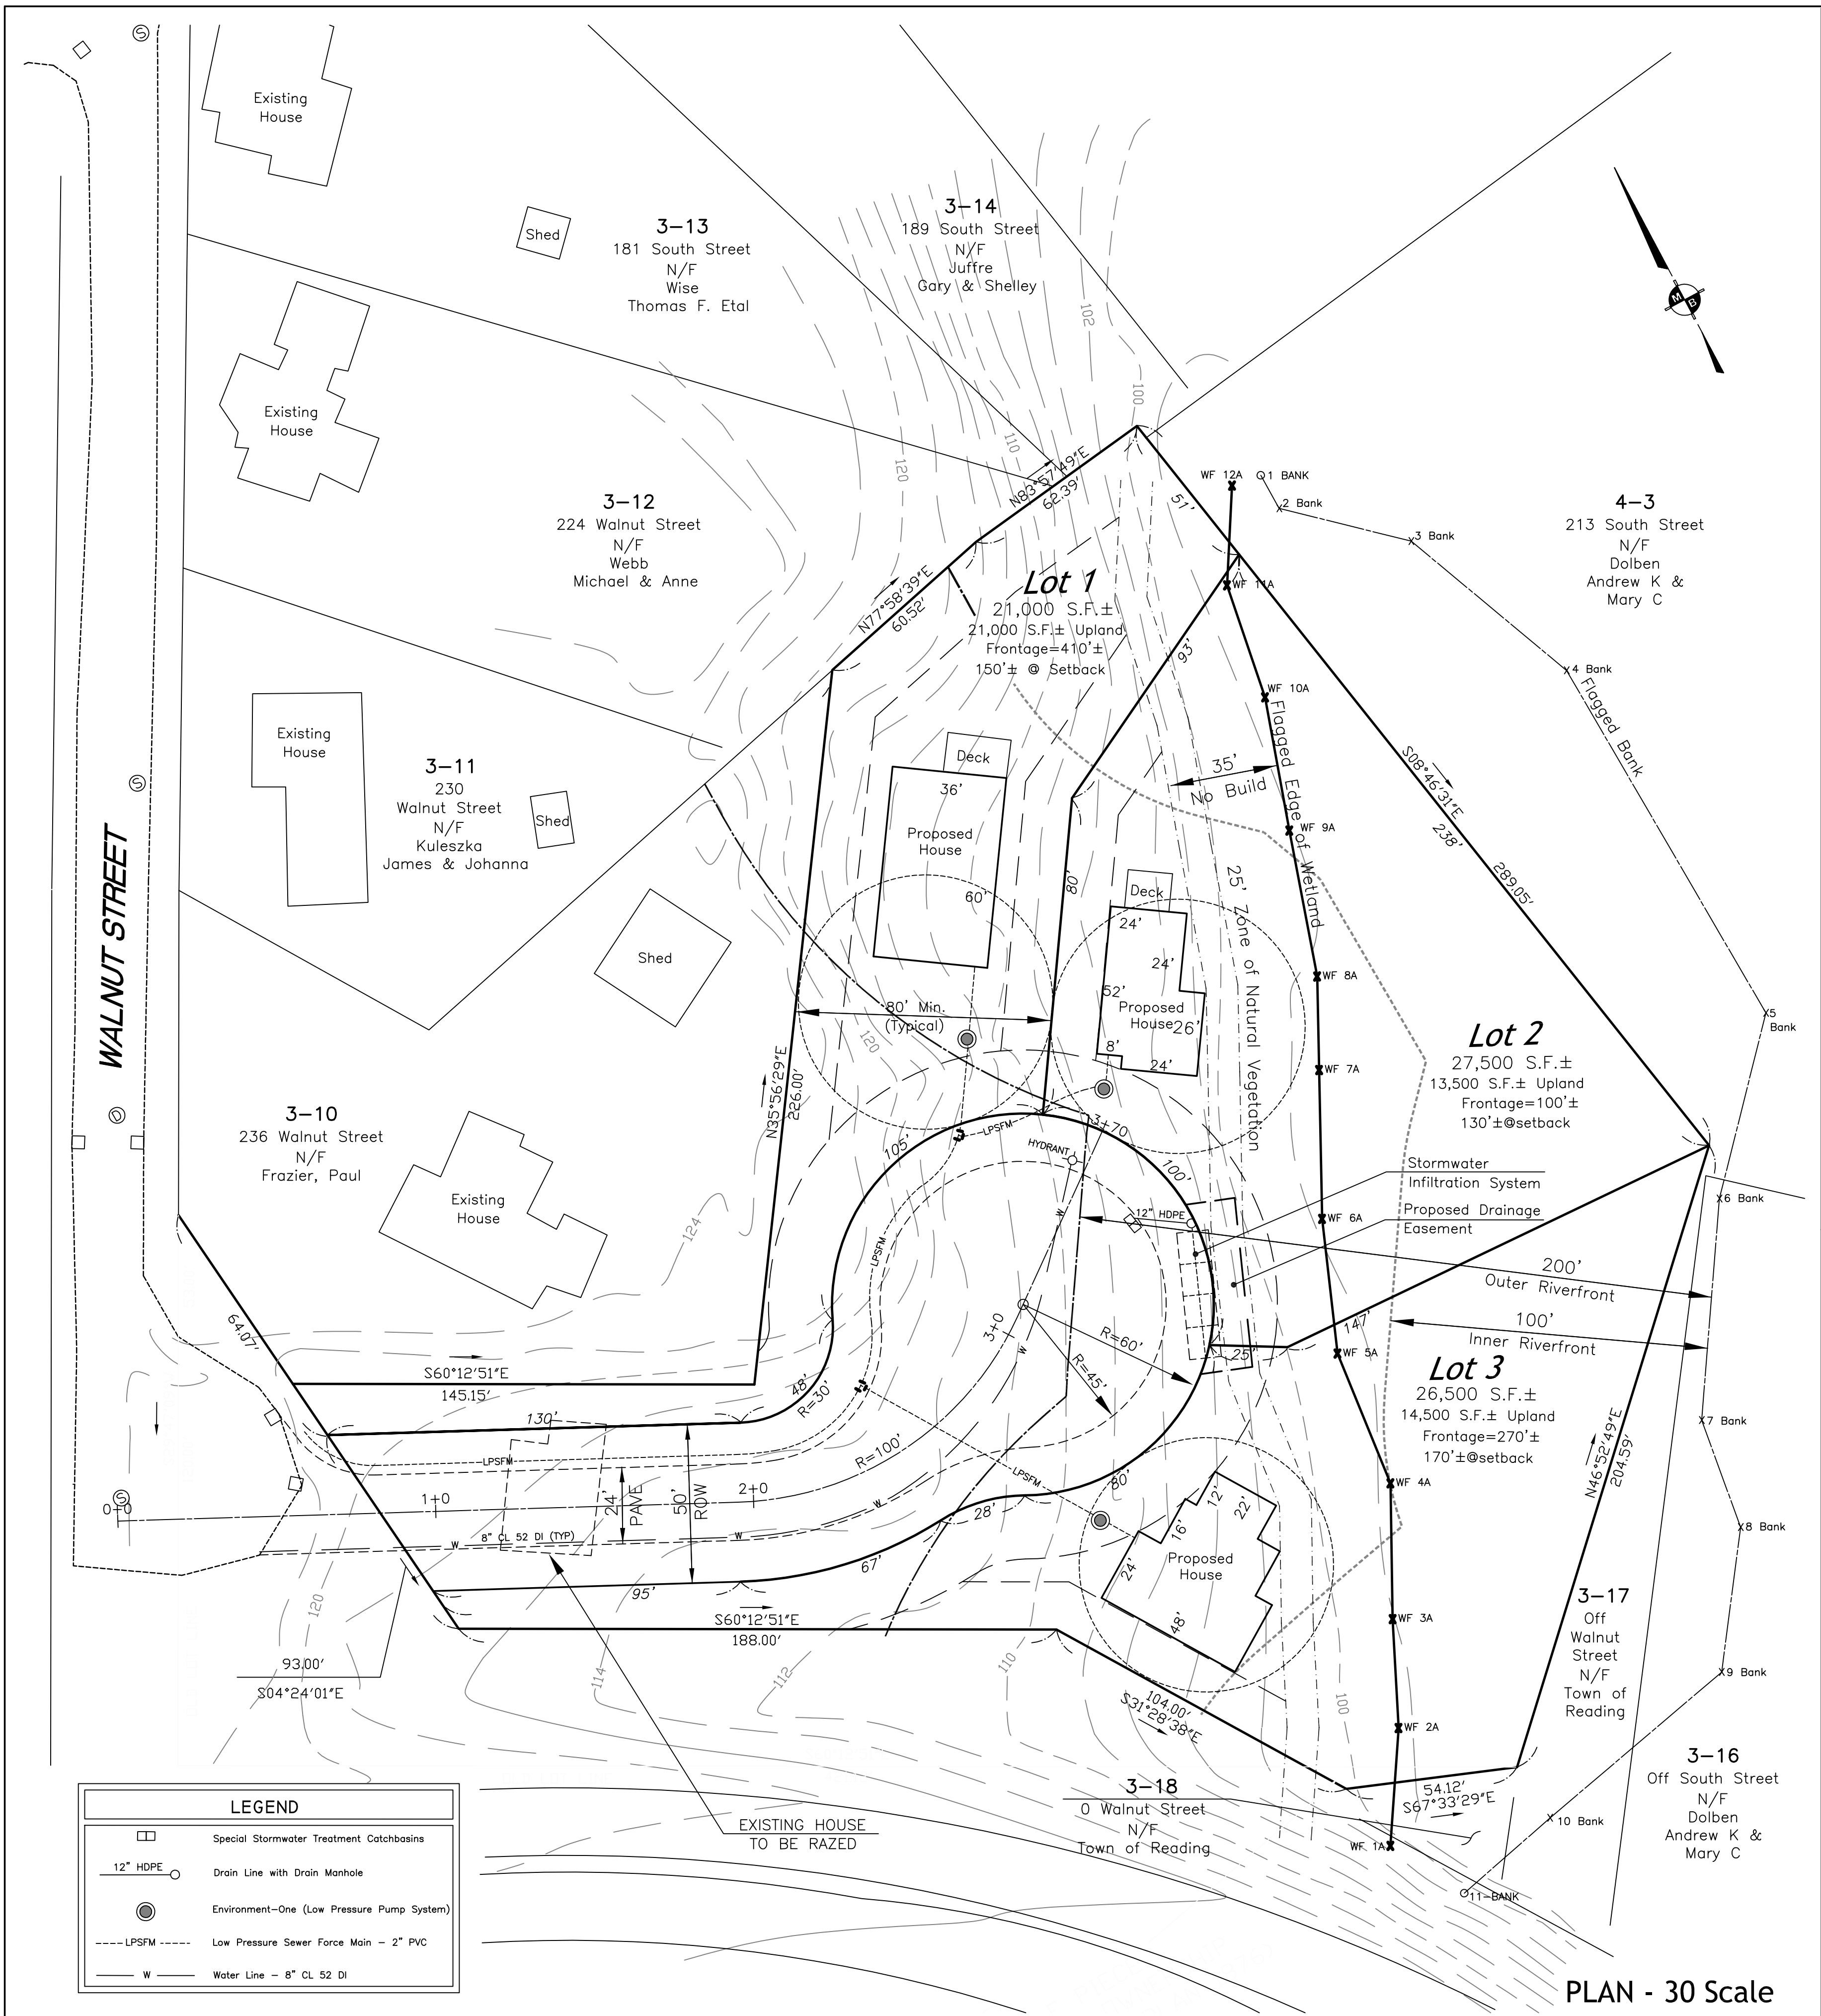 S
Existing
House
Shed
3-13
181 South Street
N/F
Wise
Thomas F. Etal
3-14
189 South Street
N/F
Juffre
Gary & Shelley
102
100
110
120
M
B
Existing
House
3-12
224 Walnut Street
N/F
Webb
Michael & Anne
N83°57'49"E
62.39'
N77°58'39"E
60.52'
51'
WF 12A
1 BANK
2 Bank
3 Bank
4 Bank
Flagged Bank
5
Bank
4-3
213 South Street
N/F
Dolben
Andrew K &
Mary C
Lot 1
21,000 S.F.±
21,000 S.F.± Upland
Frontage=410'±
150'± @ Setback
93'
WF 11A
WF 10A
Flagged Edge of Wetland
35'
No Build
WF 9A
S08°46'31"E
238'
289.05'
Existing
House
S
3-11
230
Walnut Street
N/F
Kuleszka
James & Johanna
Shed
Shed
WALNUT STREET
D
Deck
36'
Proposed
House
60'
80'
Deck
24'
24'
52'
Proposed
House
26'
8'
24'
25' Zone of Natural Vegetation
WF 8A
WF 7A
80' Min.
(Typical)
120
N35°56'29"E
226.00'
Lot 2
27,500 S.F.±
13,500 S.F.± Upland
Frontage=100'±
130'±@setback
3-10
236 Walnut Street
N/F
Frazier, Paul
Existing
House
124
105'
LPSFM
HYDRANT
3+70
100'
12" HDPE
W
LPSFM
Stormwater
Infiltration System
Proposed Drainage
Easement
WF 6A
6 Bank
200'
Outer Riverfront
100'
Inner Riverfront
147'
25'
WF 5A
R=60'
R=45'
3+0
W
64.07'
S60°12'51"E
145.15'
48'
R=30'
130'
LPSFM
R=100'
Lot 3
26,500 S.F.±
14,500 S.F.± Upland
Frontage=270'±
170'±@setback
N46°52'49"E
204.59'
7 Bank
WF 4A
8 Bank
S
0+0
1+0
2+0
24'
PAVE
50'
ROW
W
8" CL 52 DI (TYP)
W
W
LPSFM
80'
28'
67'
95'
12'
22'
16'
24'
Proposed
House
48'
WF 3A
WF 2A
WF 1A
120
93.00'
S04°24'01"E
S60°12'51"E
188.00'
114
112
110
100
104.00'
S31°28'38"E
54.12'
S67°33'29"E
3-17
Off
Walnut
Street
N/F
Town of
Reading
9 Bank
10 Bank
11-BANK
3-16
Off South Street
N/F
Dolben
Andrew K &
Mary C
3-18
0 Walnut Street
N/F
Town of Reading
EXISTING HOUSE
TO BE RAZED
LEGEND
Special Stormwater Treatment Catchbasins
12" HDPE
Drain Line with Drain Manhole
Environment-One (Low Pressure Pump System)
LPSFM
Low Pressure Sewer Force Main - 2" PVC
W
Water Line - 8" CL 52 DI
PLAN - 30 Scale